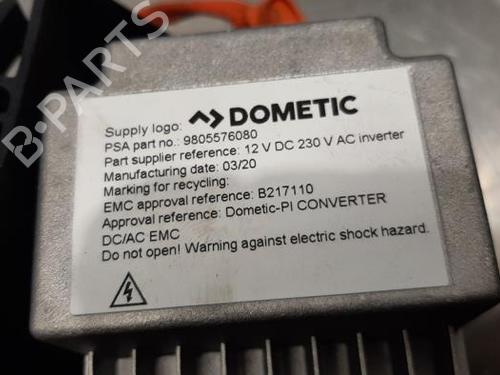 Supply logo: DOMETIC
PSA part no.: 9805576080
Part supplier reference: 12 V DC 230 V AC inverter
Manufacturing date: 03/20
Marking for recycling:
EMC approval reference: B217110
Approval reference: Dometic-PI CONVERTER
DC/AC EMC
Do not open! Warning against electric shock hazard.
B-PARTS